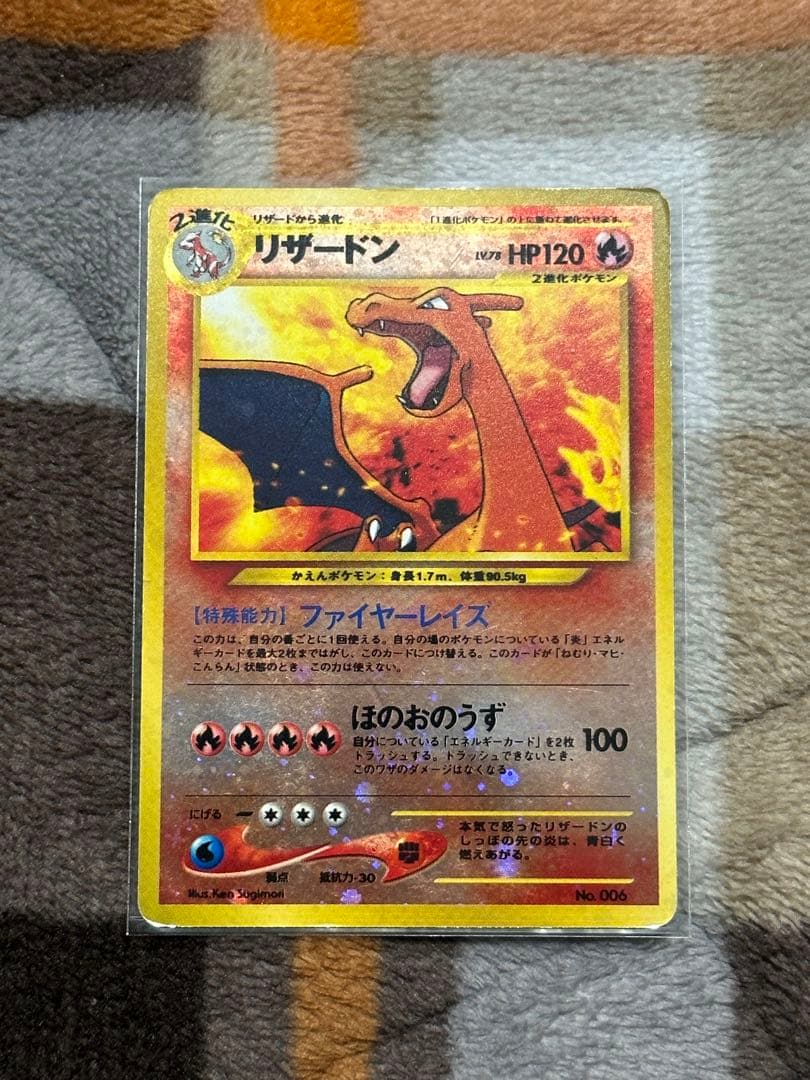 2進化
リザードから進化
「1進化ポケモン」の上に重ねて進化させます。
リザードン
LV.78 HP120
2進化ポケモン
かえんポケモン：身長1.7m、体重90.5kg
【特殊能力】ファイヤーレイズ
この力は、自分の番ごとに1回使える。自分の場のポケモンについている「炎」エネル
ギーカードを最大2枚まではがし、このカードにつけ替える。このカードが「ねむり・マヒ・
こんらん」状態のとき、この力は使えない。
ほのおのうず
自分についている「エネルギーカード」を2枚
トラッシュする。トラッシュできないとき、
このワザのダメージはなくなる。
100
にげる
弱点
抵抗力-30
本気で怒ったリザードンの
しっぽの先の炎は、青白く
燃えあがる。
Illus. Ken Sugimori
No. 006